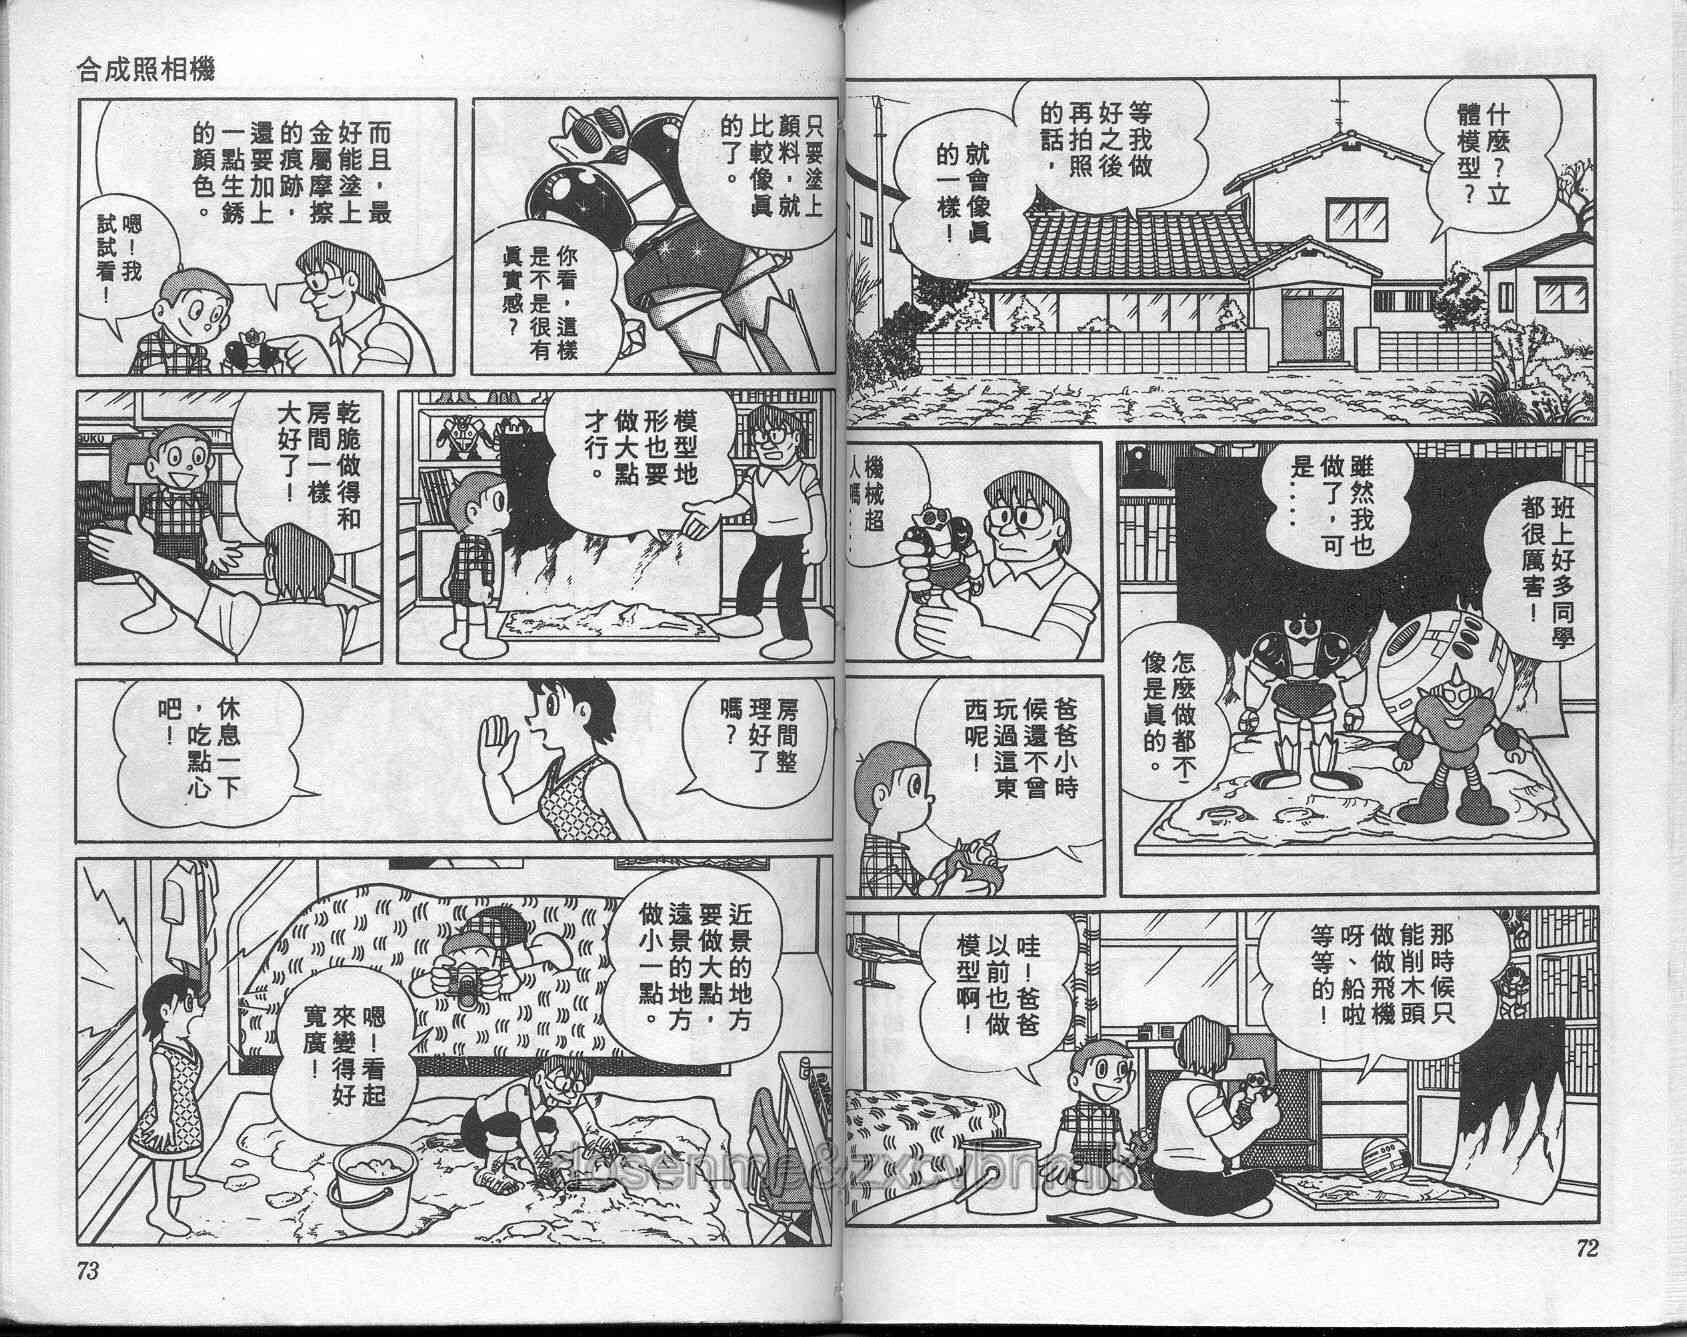 什麼?立
體模型?
等我做
好之後
再拍照
的話，
就會像眞
的一樣!
班上好多同學
都很厲害!
雖然我也
做了，可
是....
怎麼做都不
像是眞的。
機械超
人嗎...
爸爸小時
候還不曾
玩過這東
西呢!
那時候只
能削木頭
做做飛機
呀、船啦
等等的!
哇!爸爸
以前也做
模型啊!
72
合成照相機
只要塗上
顏料，就
比較像眞
的了。
你看，這樣
是不是很有
眞實感?
而且，最
好能塗上
金屬摩擦
的痕跡，
還要加上
一點生銹
的顏色。
嗯!我
試試看!
模型地
形也要
做大點
才行。
乾脆做得和
房間一樣
大好了!
房間整
理好了
嗎?
休息一下
，吃點心
吧!
近景的地方
要做大點，
遠景的地方
做小一點。
嗯!看起
來變得好
寬廣!
73